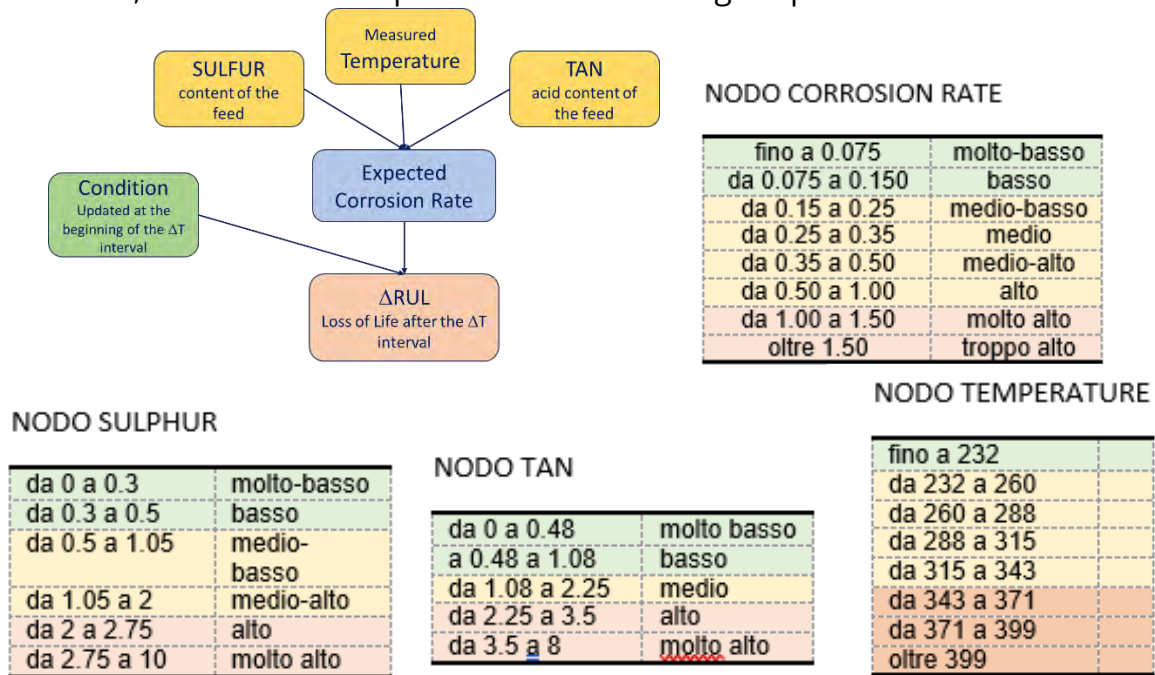 Measured
Temperature
SULFUR
content of the
feed
TAN
acid content of
the feed
Expected
Corrosion Rate
Condition
Updated at the
beginning of the ΔT
interval
ΔRUL
Loss of Life after the ΔT
interval
NODO CORROSION RATE
fino a 0.075 molto-basso
da 0.075 a 0.150 basso
da 0.15 a 0.25 medio-basso
da 0.25 a 0.35 medio
da 0.35 a 0.50 medio-alto
da 0.50 a 1.00 alto
da 1.00 a 1.50 molto alto
oltre 1.50 troppo alto
NODO SULPHUR
da 0 a 0.3 molto-basso
da 0.3 a 0.5 basso
da 0.5 a 1.05 medio-
basso
da 1.05 a 2 medio-alto
da 2 a 2.75 alto
da 2.75 a 10 molto alto
NODO TAN
da 0 a 0.48 molto basso
a 0.48 a 1.08 basso
da 1.08 a 2.25 medio
da 2.25 a 3.5 alto
da 3.5 a 8 molto alto
NODO TEMPERATURE
fino a 232
da 232 a 260
da 260 a 288
da 288 a 315
da 315 a 343
da 343 a 371
da 371 a 399
oltre 399